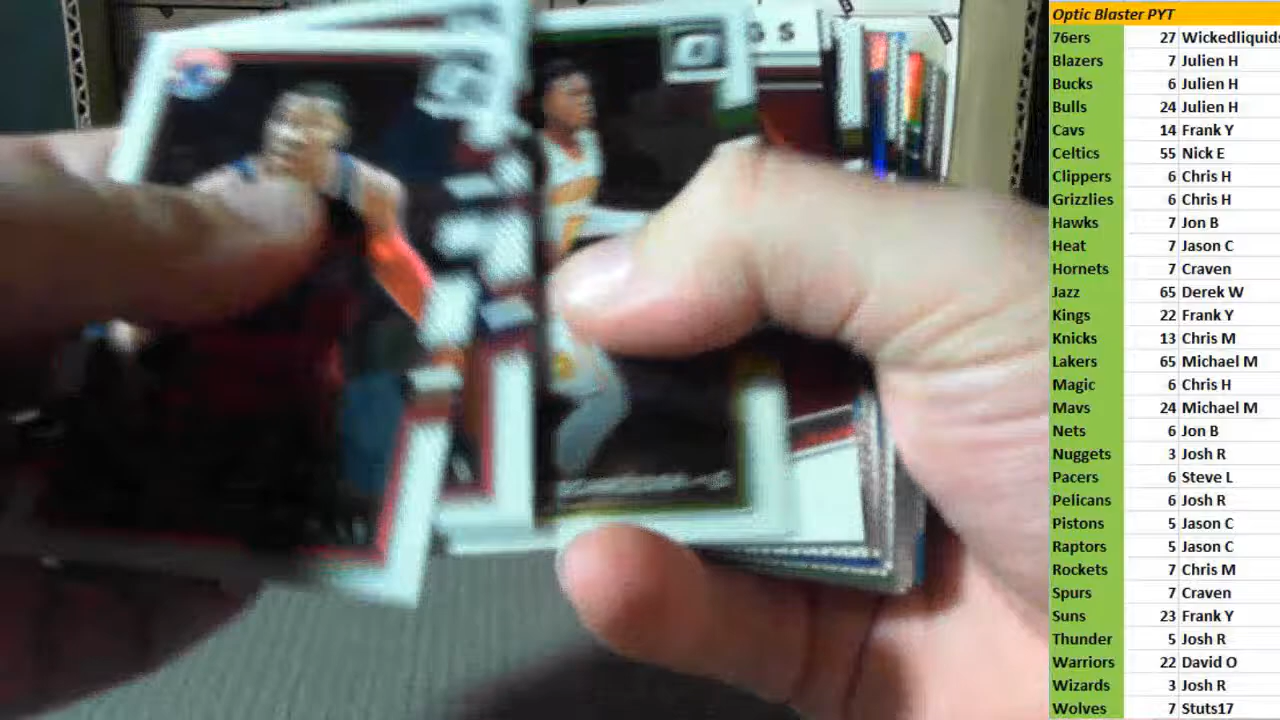 Optic Blaster PYT
76ers 27 Wickedliquids
Blazers 7 Julien H
Bucks 6 Julien H
Bulls 24 Julien H
Cavs 14 Frank Y
Celtics 55 Nick E
Clippers 6 Chris H
Grizzlies 6 Chris H
Hawks 7 Jon B
Heat 7 Jason C
Hornets 7 Craven
Jazz 65 Derek W
Kings 22 Frank Y
Knicks 13 Chris M
Lakers 65 Michael M
Magic 6 Chris H
Mavs 24 Michael M
Nets 6 Jon B
Nuggets 3 Josh R
Pacers 6 Steve L
Pelicans 6 Josh R
Pistons 5 Jason C
Raptors 5 Jason C
Rockets 7 Chris M
Spurs 7 Craven
Suns 23 Frank Y
Thunder 5 Josh R
Warriors 22 David O
Wizards 3 Josh R
Wolves 7 Stuts17